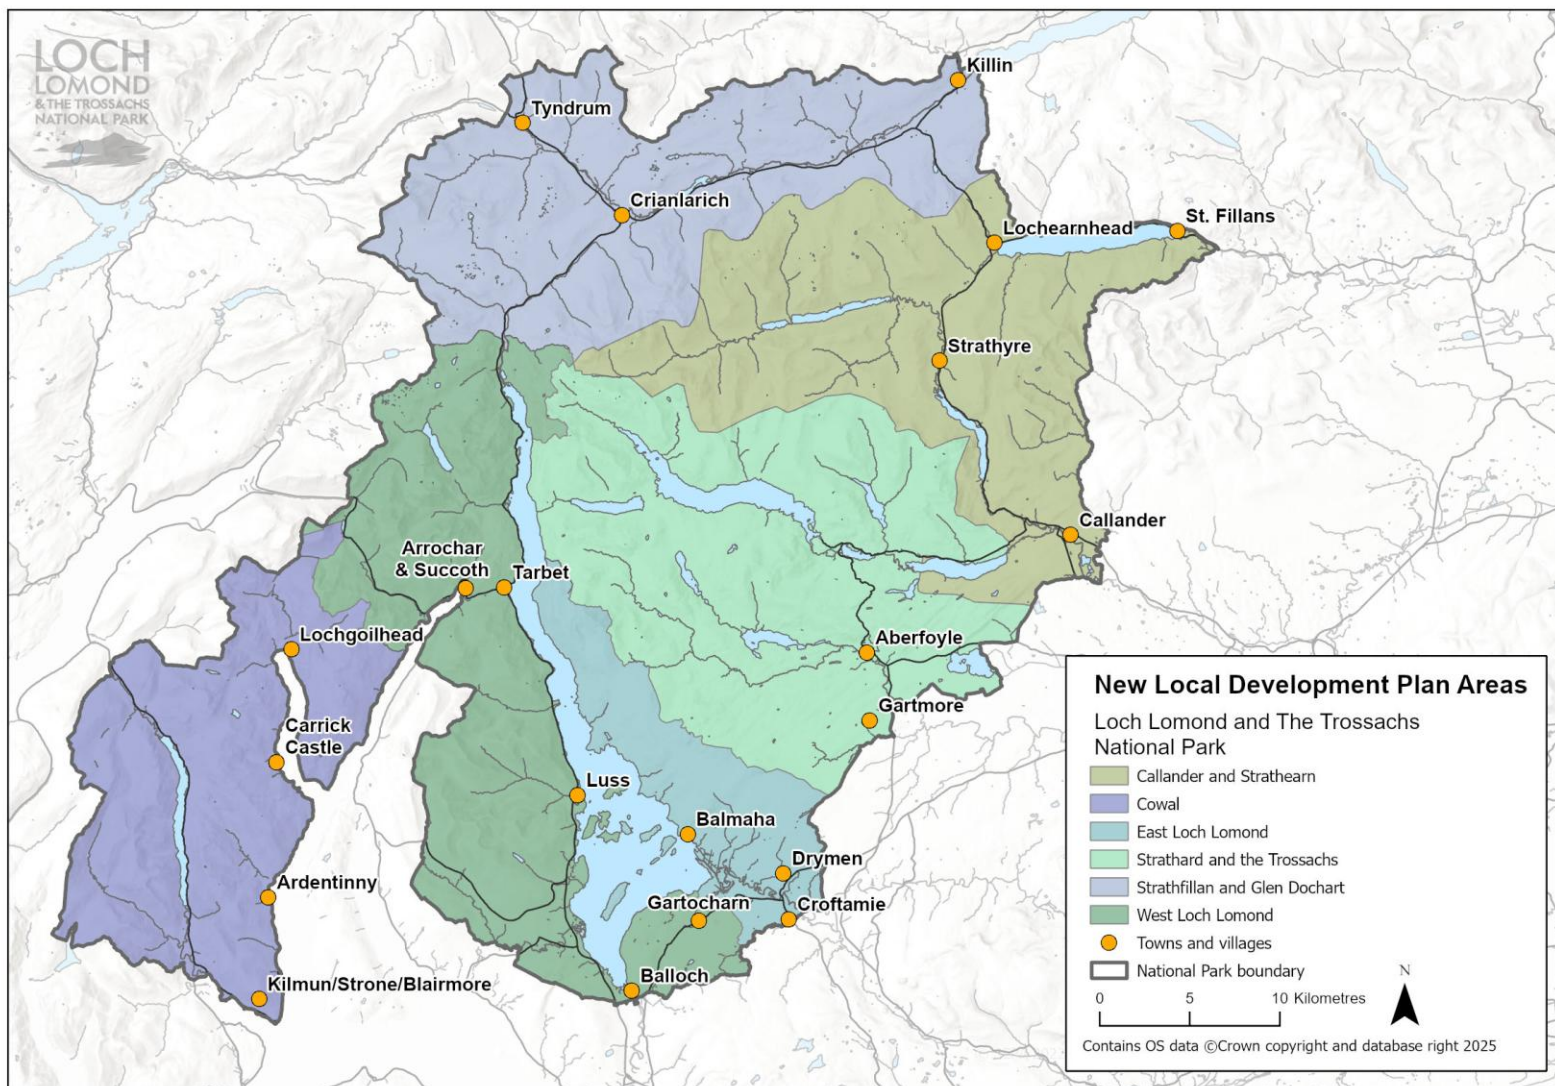 LOCH
LOMOND
& THE TROSSACHS
NATIONAL PARK
Killin
Tyndrum
Crianlarich
St. Fillans
Lochearnhead
Strathyre
Callander
Arrochar
& Succoth
Tarbet
Lochgoilhead
Aberfoyle
Gartmore
Carrick
Castle
Luss
Balmaha
Drymen
Ardentinny
Gartocharn
Croftamie
Balloch
Kilmun/Strone/Blairmore
New Local Development Plan Areas
Loch Lomond and The Trossachs
National Park
Callander and Strathearn
Cowal
East Loch Lomond
Strathard and the Trossachs
Strathfillan and Glen Dochart
West Loch Lomond
Towns and villages
National Park boundary
N
0 5 10 Kilometres
Contains OS data ©Crown copyright and database right 2025